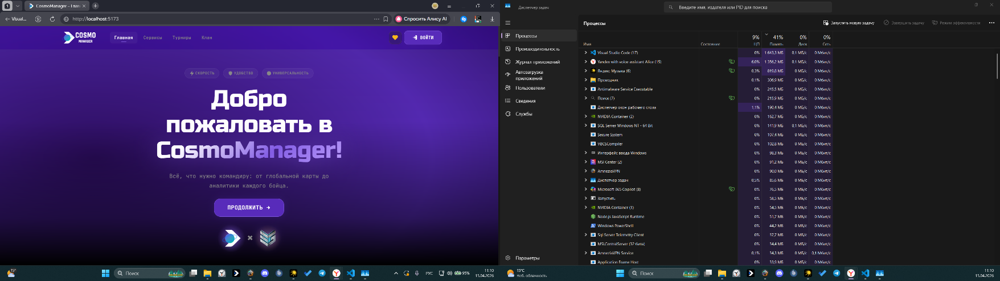 1
CosmoManager – Глав
Visual...
http://localhost:5173
Спросить Алису AI
COSMO
MANAGER
Главная
Сервисы
Турниры
Клан
ВОЙТИ
СКОРОСТЬ
УДОБСТВО
УНИВЕРСАЛЬНОСТЬ
Добро
пожаловать в
CosmoManager!
Всё, что нужно командиру: от глобальной карты до
аналитики каждого бойца.
ПРОДОЛЖИТЬ →
15°
Поиск
РУС
95%
11:10
15.04.2026
Диспетчер задач
Введите имя, издателя или PID для поиска
Процессы
Производительность
Журнал приложений
Автозагрузка
приложений
Пользователи
Сведения
Службы
Параметры
Процессы
Запустить новую задачу
Завершить задачу
Режим эффективности
9% 41% 0% 0%
Имя Состояние ЦП Память Диск Сеть
Visual Studio Code (17) 0% 1 643,3 МБ 0,1 МБ/с 0 Мбит/с
Yandex with voice assistant Alice (15) 6,0% 1 356,2 МБ 0,1 МБ/с 0 Мбит/с
Яндекс Музыка (6) 0,3% 819,8 МБ 0 МБ/с 0 Мбит/с
Проводник 0,1% 306,9 МБ 0 МБ/с 0 Мбит/с
Antimalware Service Executable 0% 245,5 МБ 0 МБ/с 0 Мбит/с
Поиск (7) 0% 215,9 МБ 0 МБ/с 0 Мбит/с
Диспетчер окон рабочего стола 1,1% 190,4 МБ 0 МБ/с 0 Мбит/с
NVIDIA Container (2) 0% 162,7 МБ 0 МБ/с 0 Мбит/с
SQL Server Windows NT - 64 Bit 0% 141,9 МБ 0,1 МБ/с 0 Мбит/с
Secure System 0% 107,4 МБ 0 МБ/с 0 Мбит/с
VBCSCompiler 0% 102,8 МБ 0 МБ/с 0 Мбит/с
Интерфейс ввода Windows 0% 98,3 МБ 0 МБ/с 0 Мбит/с
MSI Center (2) 0% 91,2 МБ 0 МБ/с 0 Мбит/с
AmneziaVPN 0% 90,0 МБ 0 МБ/с 0 Мбит/с
Диспетчер задач 0,5% 85,6 МБ 0 МБ/с 0 Мбит/с
Microsoft 365 Copilot (8) 0% 76,5 МБ 0 МБ/с 0 Мбит/с
Запустить 0% 58,5 МБ 0 МБ/с 0 Мбит/с
NVIDIA Container (3) 0% 54,5 МБ 0 МБ/с 0 Мбит/с
Node.js JavaScript Runtime 0% 51,7 МБ 0 МБ/с 0 Мбит/с
Windows PowerShell 0% 44,2 МБ 0 МБ/с 0 Мбит/с
Sql Server Telemetry Client 0% 37,7 МБ 0 МБ/с 0 Мбит/с
MSI.CentralServer (32 бита) 0% 34,4 МБ 0 МБ/с 0 Мбит/с
AmneziaVPN Service 0,1% 34,3 МБ 0 МБ/с 0,1 Мбит/с
Application Frame Host 0% 33,9 МБ 0 МБ/с 0 Мбит/с
15°C
Неб. облачность
Поиск
11:10
15.04.2026